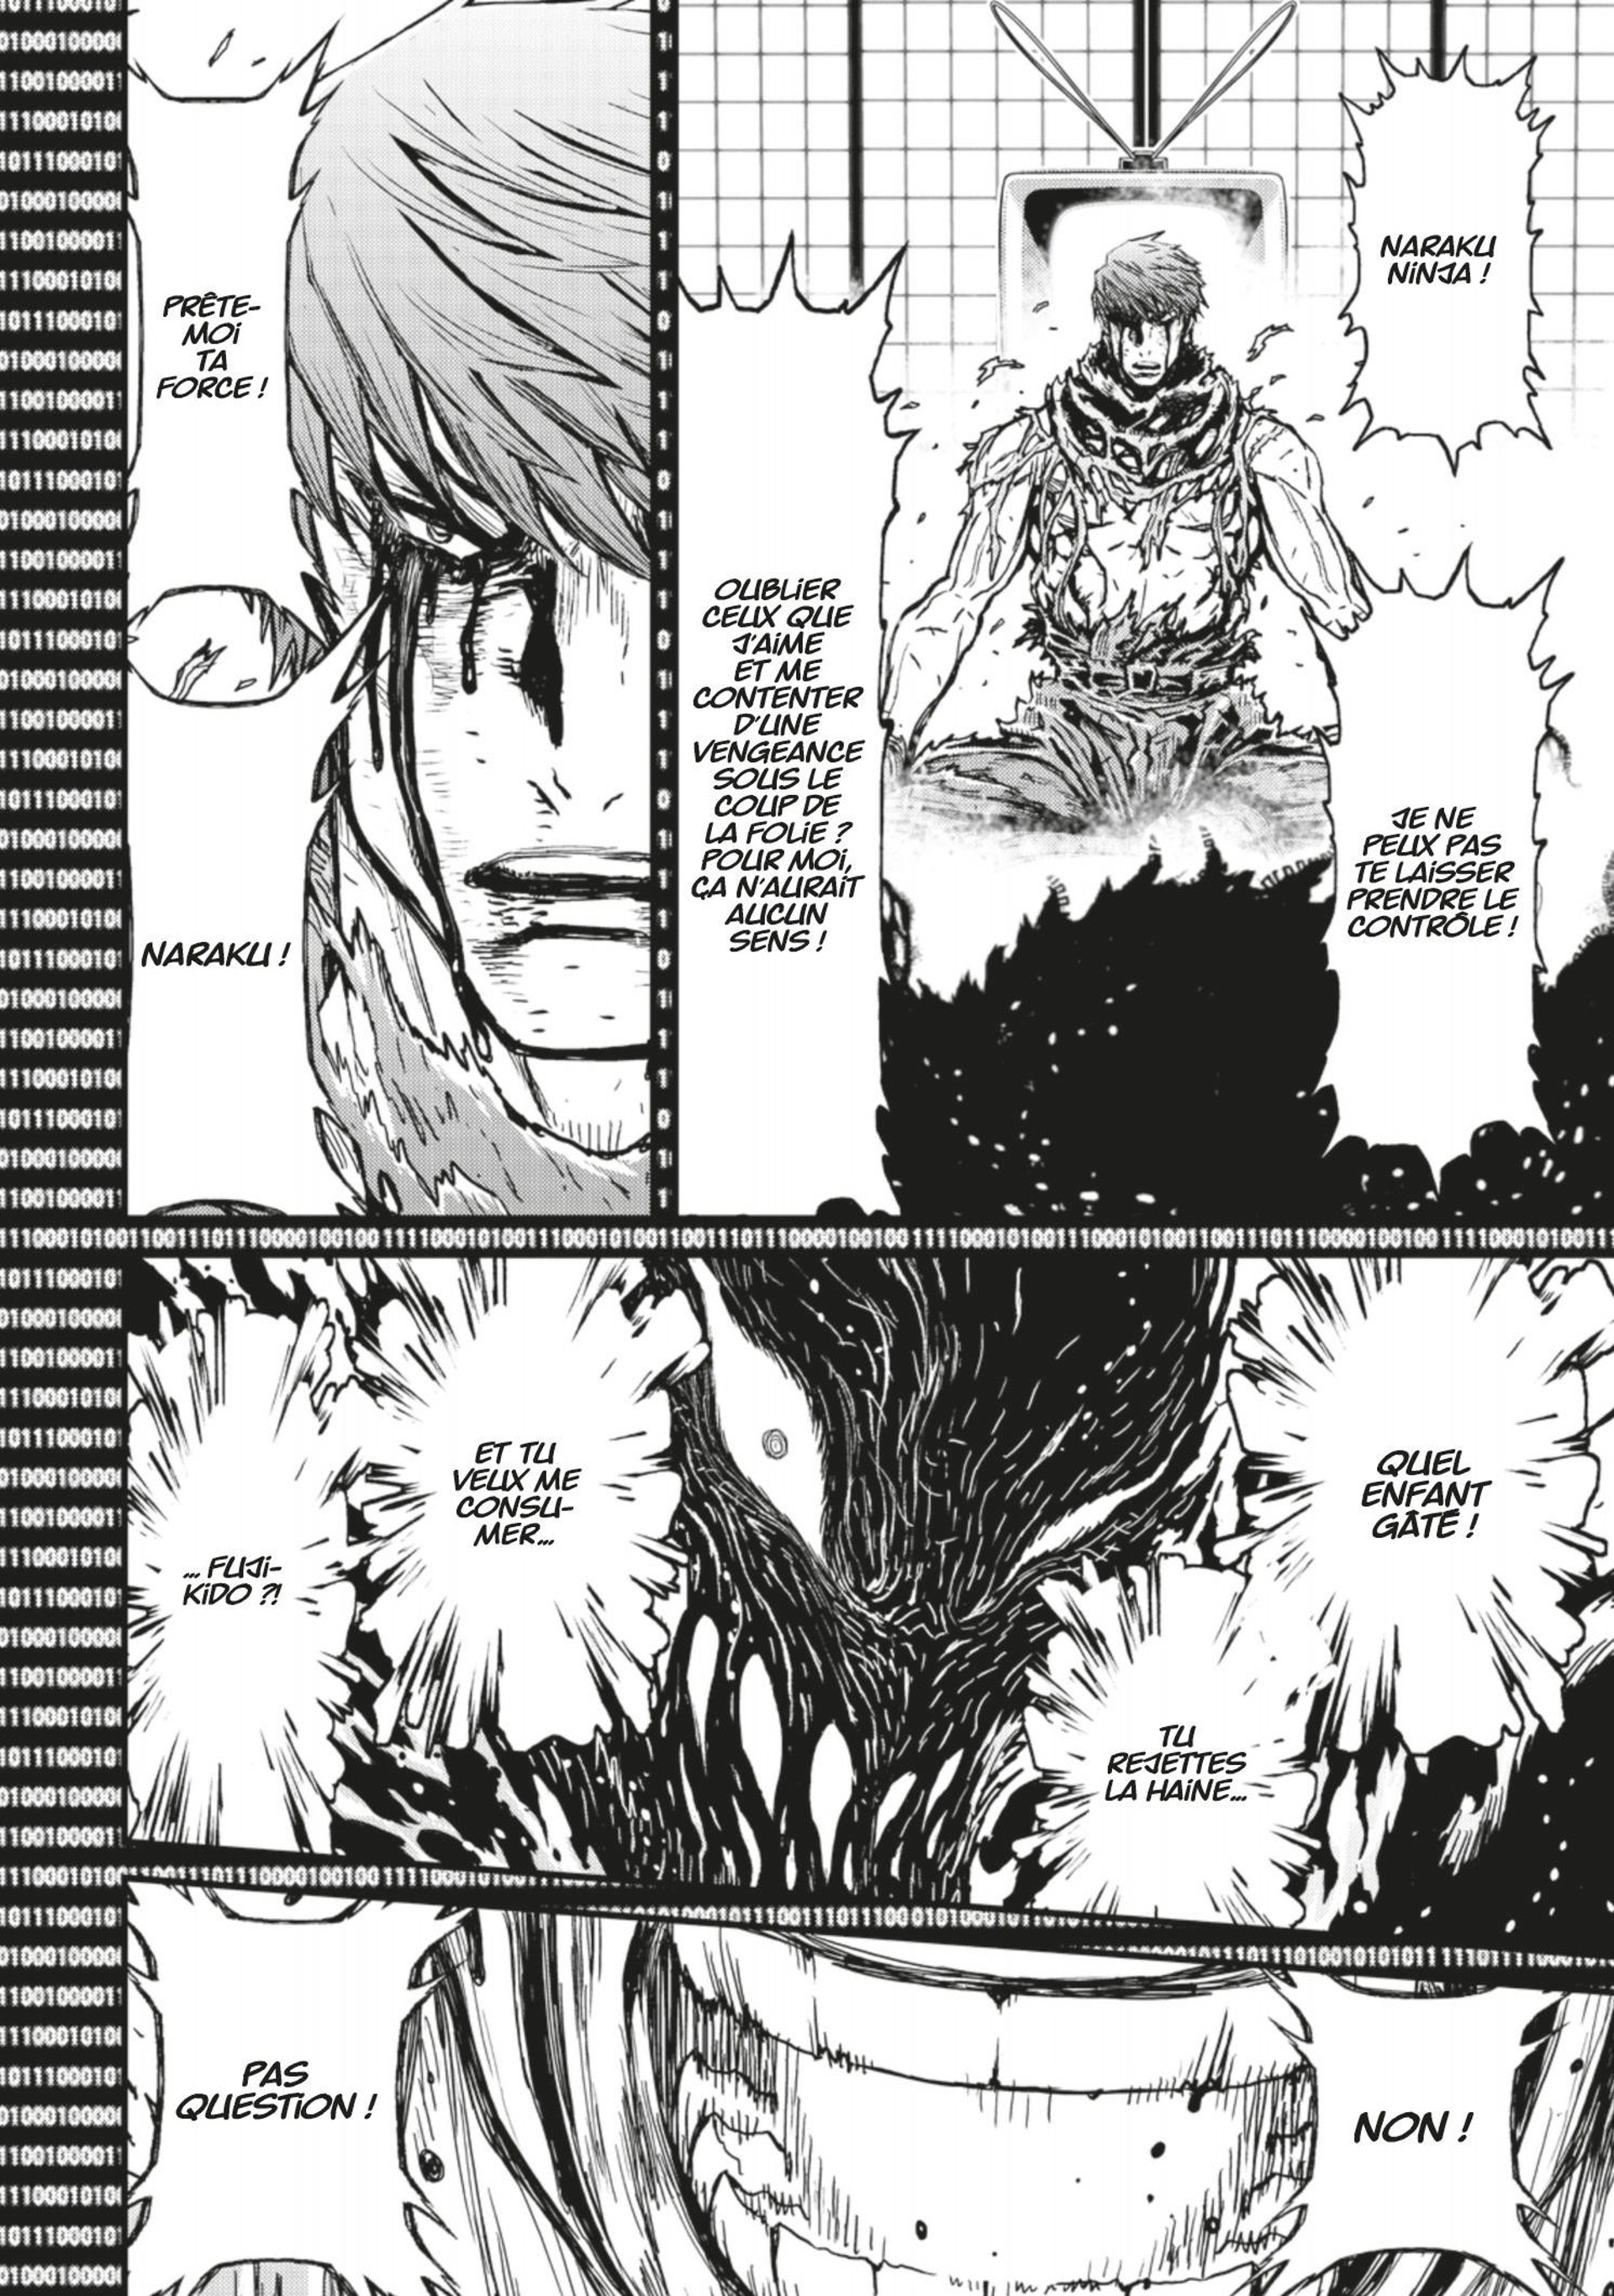 NARAKU
NINJA !
JE NE
PEUX PAS
TE LAISSER
PRENDRE LE
CONTRÔLE !
OUBLIER
CEUX QUE
J'AIME
ET ME
CONTENTER
D'UNE
VENGEANCE
SOUS LE
COUP DE
LA FOLIE ?
POUR MOI,
ÇA N'AURAIT
AUCUN
SENS !
PRÊTE-
MOI
TA
FORCE !
NARAKU !
QUEL
ENFANT
GÂTÉ !
TU
REJETTES
LA HAINE...
ET TU
VEUX ME
CONSU-
MER...
... FUJI-
KIDO ?!
NON !
PAS
QUESTION !